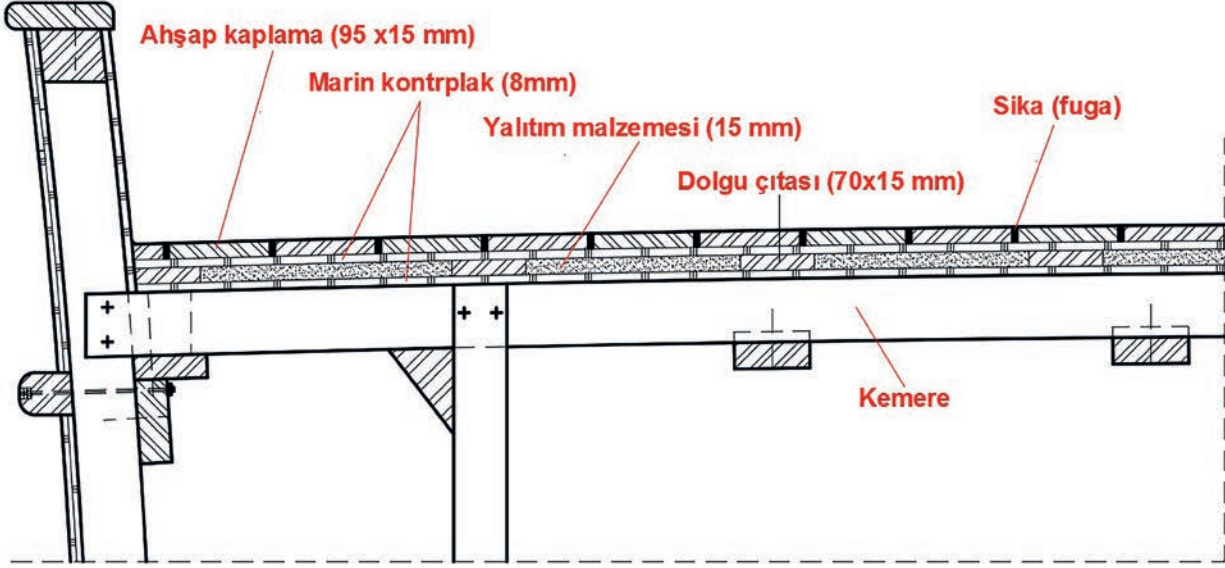 Ahşap kaplama (95 x15 mm)
Marin kontrplak (8mm)
Sika (fuga)
Yalıtım malzemesi (15 mm)
Dolgu çıtası (70x15 mm)
Kemere